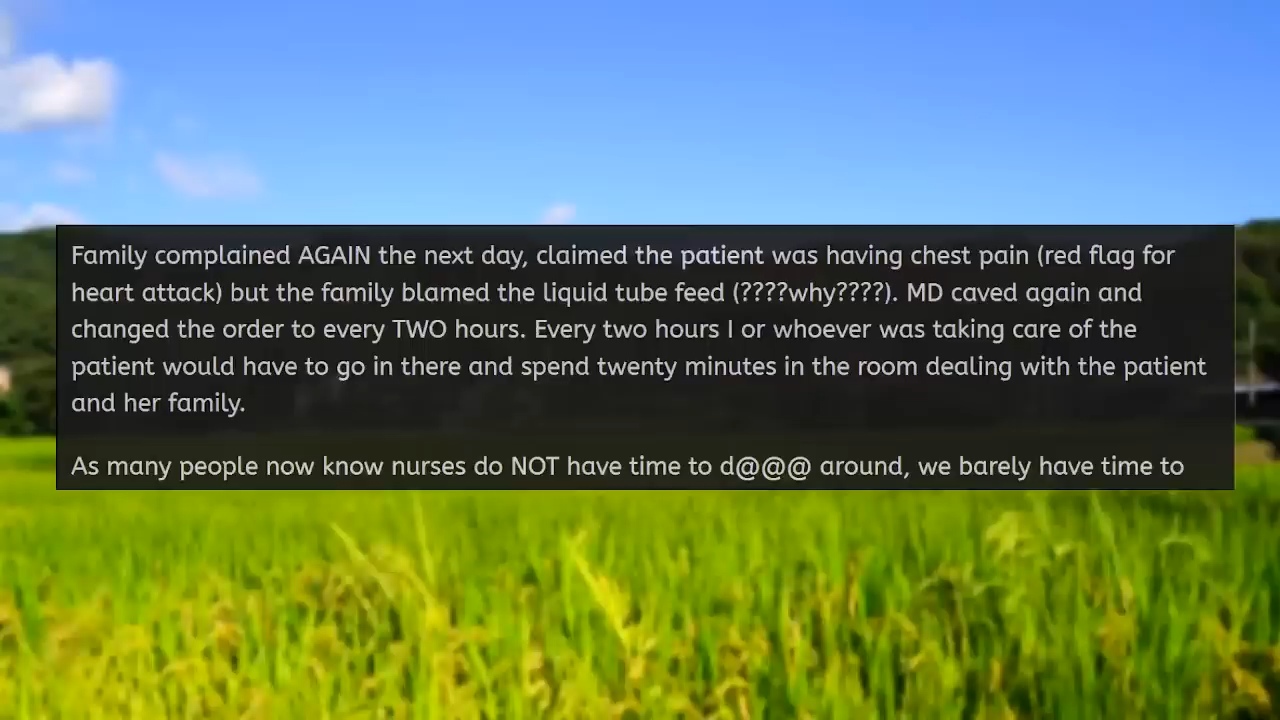 Family complained AGAIN the next day, claimed the patient was having chest pain (red flag for
heart attack) but the family blamed the liquid tube feed (????why????). MD caved again and
changed the order to every TWO hours. Every two hours I or whoever was taking care of the
patient would have to go in there and spend twenty minutes in the room dealing with the patient
and her family.
As many people now know nurses do NOT have time to d@@@ around, we barely have time to